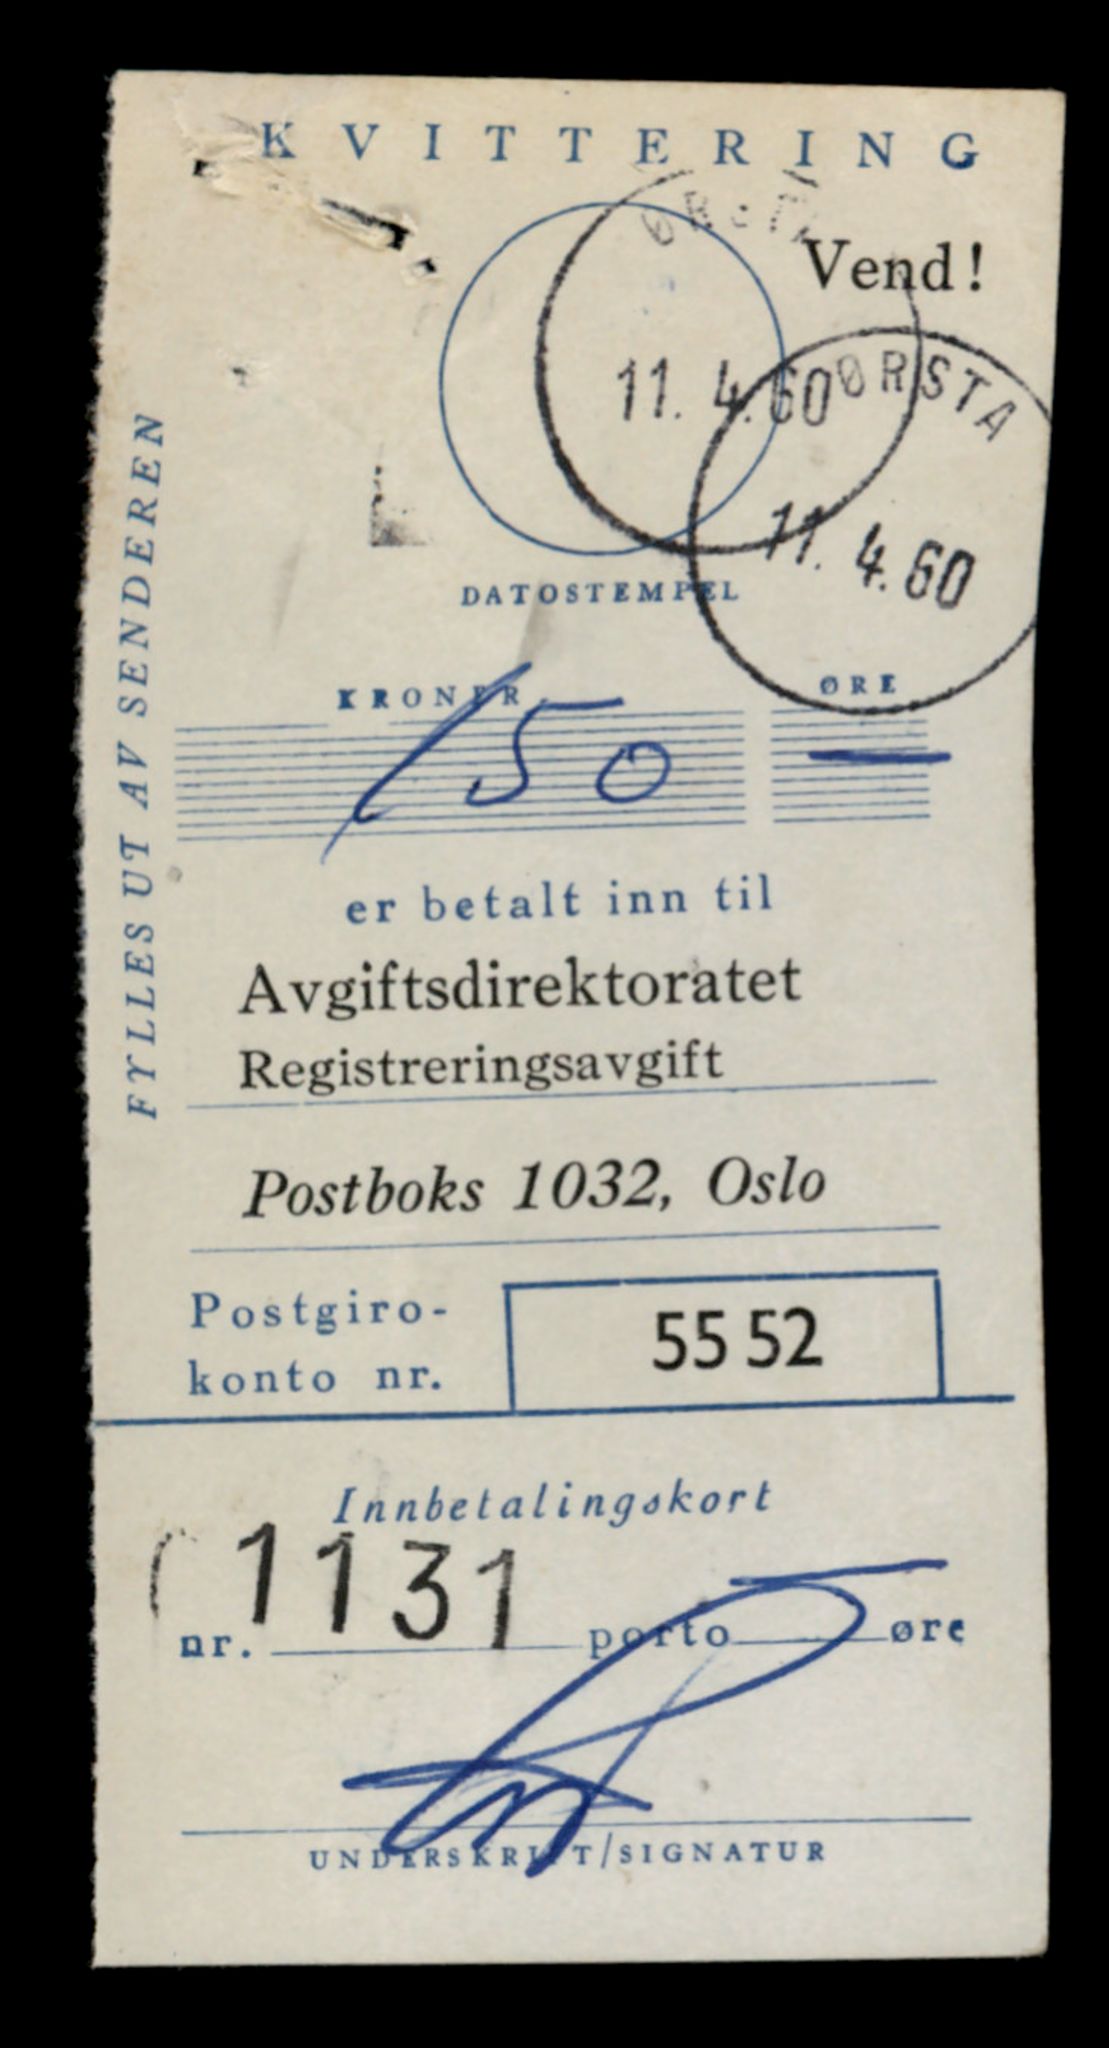 KVITTERING
ØRSTA
Vend!
11. 4. 60
ØRSTA
11. 4. 60
DATOSTEMPEL
FYLLES UT AV SENDEREN
KRONER ØRE
150 —
er betalt inn til
Avgiftsdirektoratet
Registreringsavgift
Postboks 1032, Oslo
Postgiro-
konto nr. 55 52
Innbetalingskort
nr. 1131 porto øre
UNDERSKRIFT/SIGNATUR